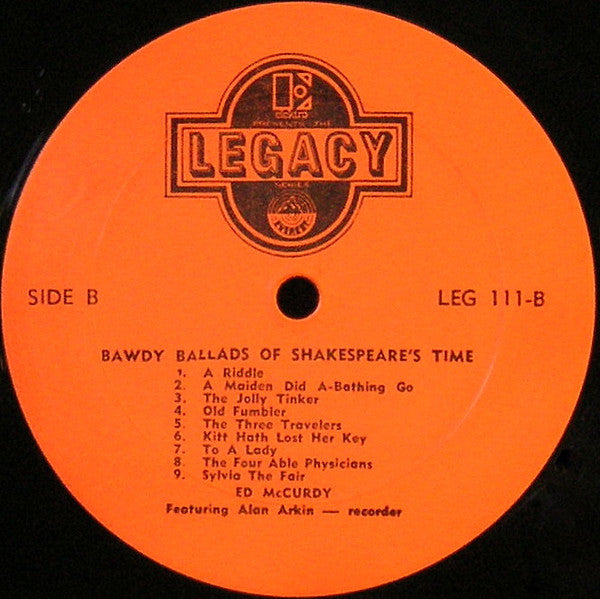 ELEKTRA
PRESENTS THE
LEGACY
SERIES
EVEREST
SIDE B
LEG 111-B
BAWDY BALLADS OF SHAKESPEARE'S TIME
1. A Riddle
2. A Maiden Did A-Bathing Go
3. The Jolly Tinker
4. Old Fumbler
5. The Three Travelers
6. Kitt Hath Lost Her Key
7. To A Lady
8. The Four Able Physicians
9. Sylvia The Fair
ED McCURDY
Featuring Alan Arkin — recorder